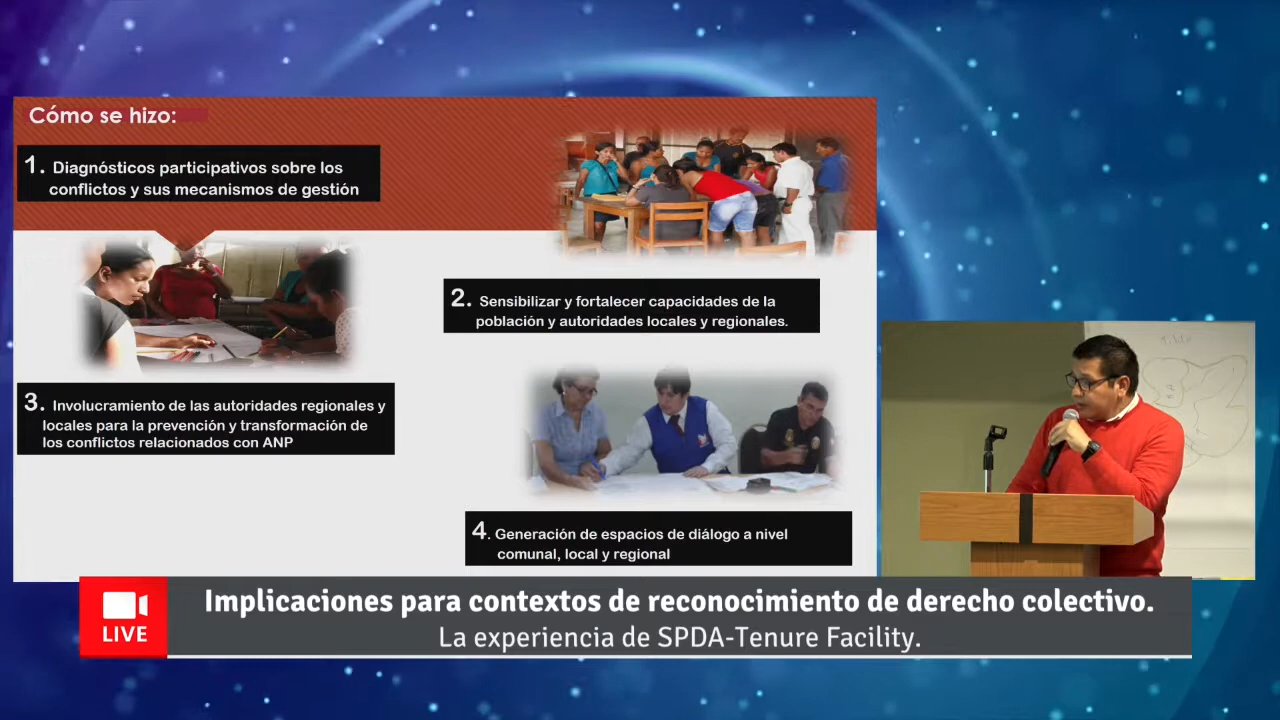 Cómo se hizo:
1. Diagnósticos participativos sobre los
conflictos y sus mecanismos de gestión
2. Sensibilizar y fortalecer capacidades de la
población y autoridades locales y regionales.
3. Involucramiento de las autoridades regionales y
locales para la prevención y transformación de
los conflictos relacionados con ANP
4. Generación de espacios de diálogo a nivel
comunal, local y regional
LIVE
Implicaciones para contextos de reconocimiento de derecho colectivo.
La experiencia de SPDA-Tenure Facility.